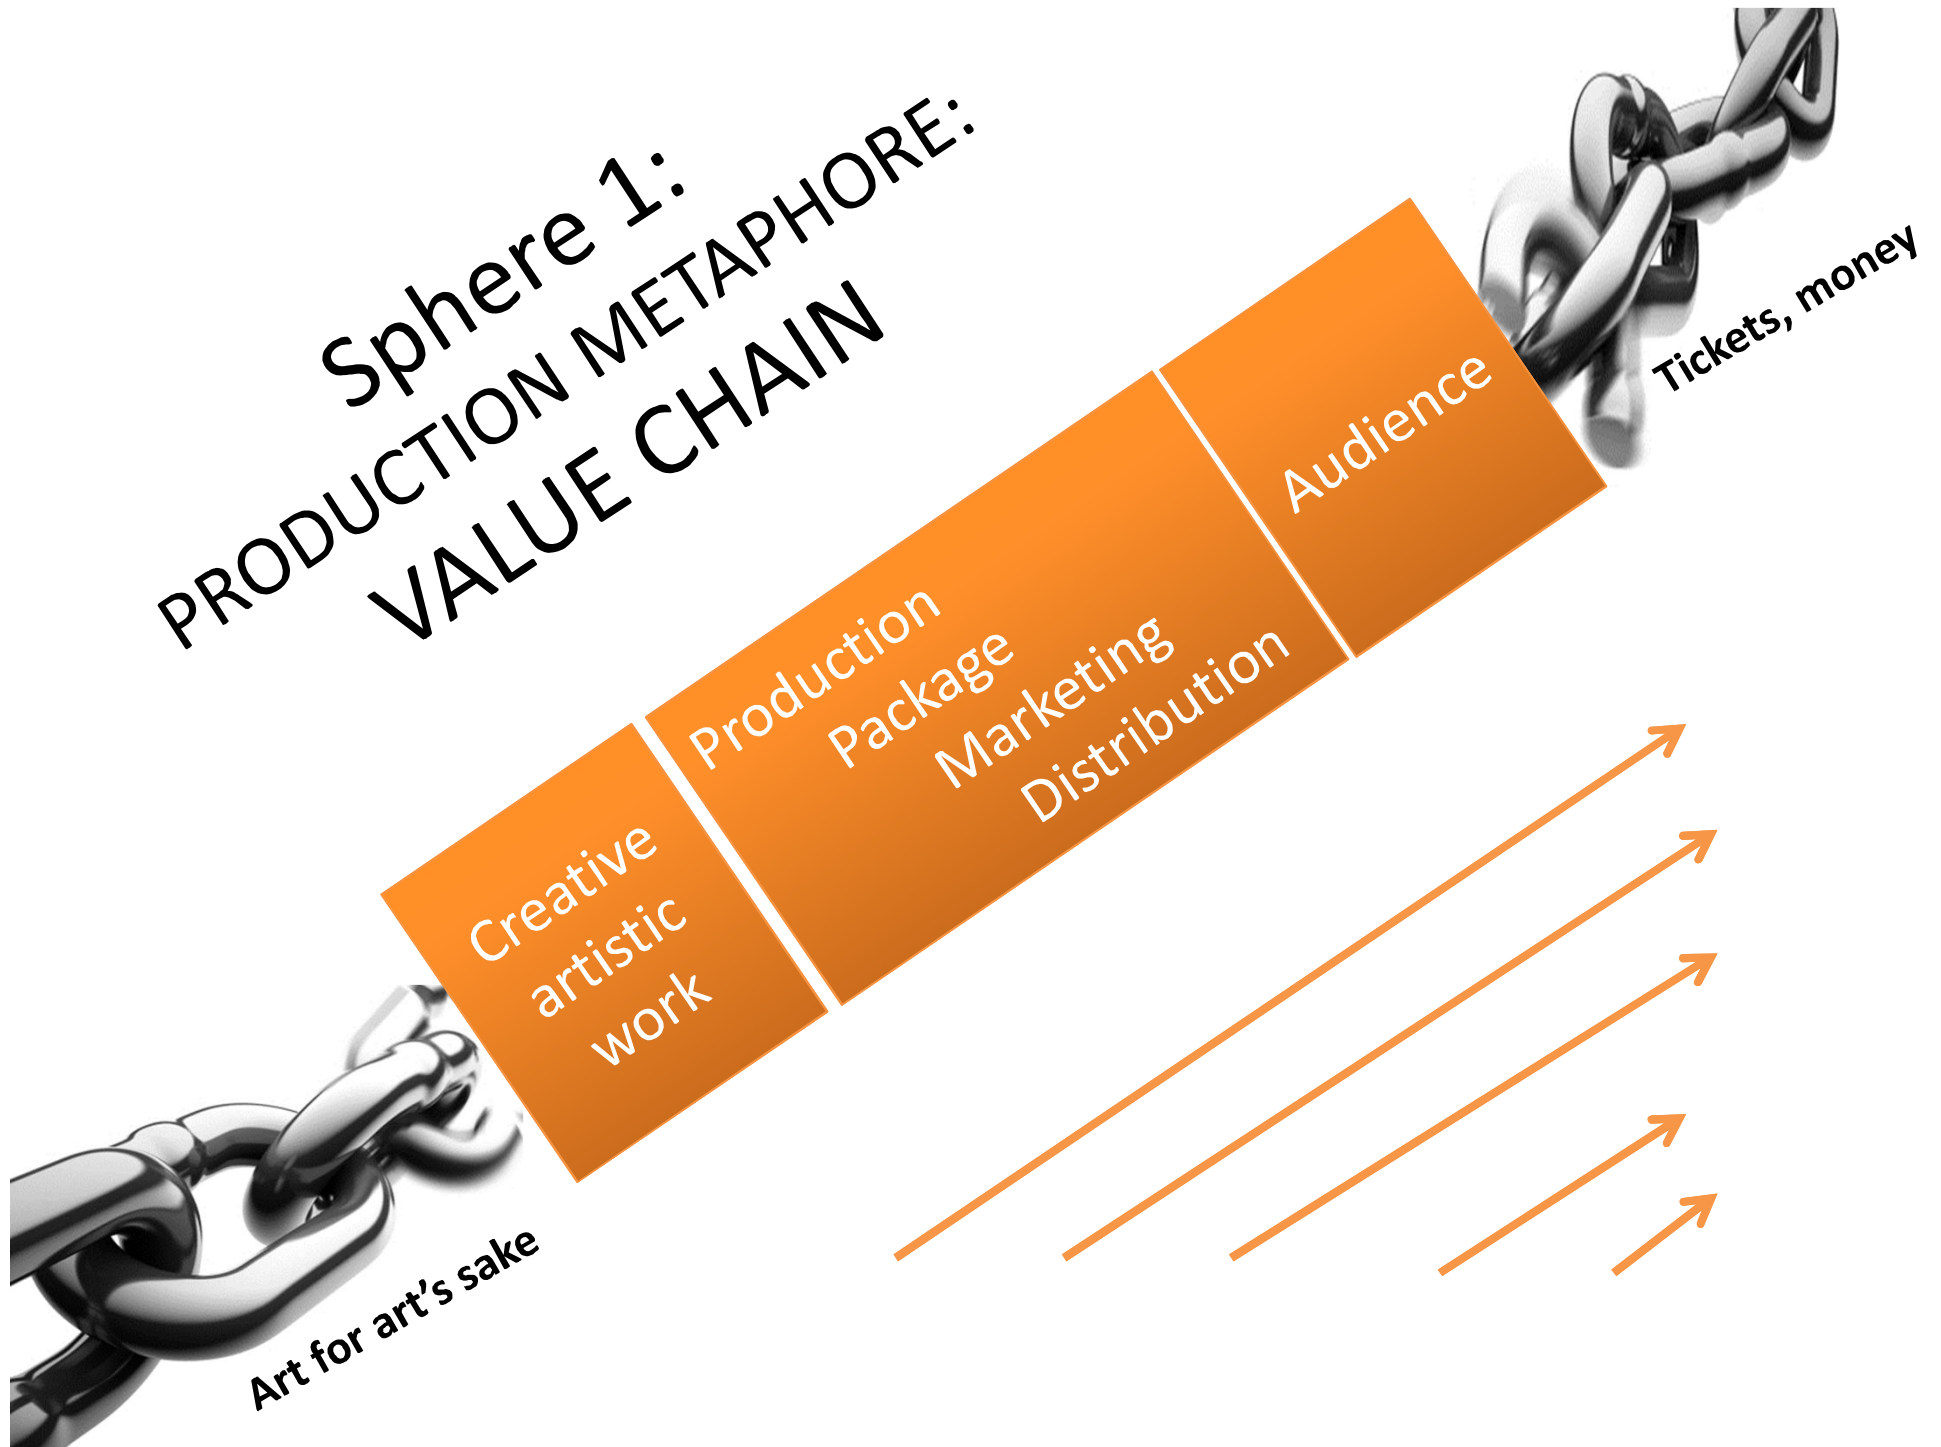 Sphere 1:
PRODUCTION METAPHORE:
VALUE CHAIN
Creative
artistic
work
Production
Package
Marketing
Distribution
Audience
Tickets, money
Art for art’s sake